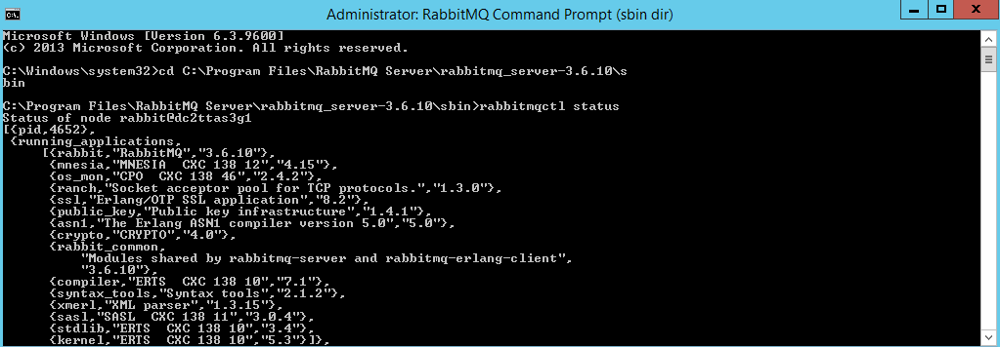 Administrator: RabbitMQ Command Prompt (sbin dir)
Microsoft Windows [Version 6.3.9600]
(c) 2013 Microsoft Corporation. All rights reserved.
C:\Windows\system32>cd C:\Program Files\RabbitMQ Server\rabbitmq_server-3.6.10\s
bin
C:\Program Files\RabbitMQ Server\rabbitmq_server-3.6.10\sbin>rabbitmqctl status
Status of node rabbit@dc2ttas3g1
[{pid,4652},
 {running_applications,
     [{rabbit,"RabbitMQ","3.6.10"},
      {mnesia,"MNESIA  CXC 138 12","4.15"},
      {os_mon,"CPO  CXC 138 46","2.4.2"},
      {ranch,"Socket acceptor pool for TCP protocols.","1.3.0"},
      {ssl,"Erlang/OTP SSL application","8.2"},
      {public_key,"Public key infrastructure","1.4.1"},
      {asn1,"The Erlang ASN1 compiler version 5.0","5.0"},
      {crypto,"CRYPTO","4.0"},
      {rabbit_common,
          "Modules shared by rabbitmq-server and rabbitmq-erlang-client",
          "3.6.10"},
      {compiler,"ERTS  CXC 138 10","7.1"},
      {syntax_tools,"Syntax tools","2.1.2"},
      {xmerl,"XML parser","1.3.15"},
      {sasl,"SASL  CXC 138 11","3.0.4"},
      {stdlib,"ERTS  CXC 138 10","3.4"},
      {kernel,"ERTS  CXC 138 10","5.3"}]},